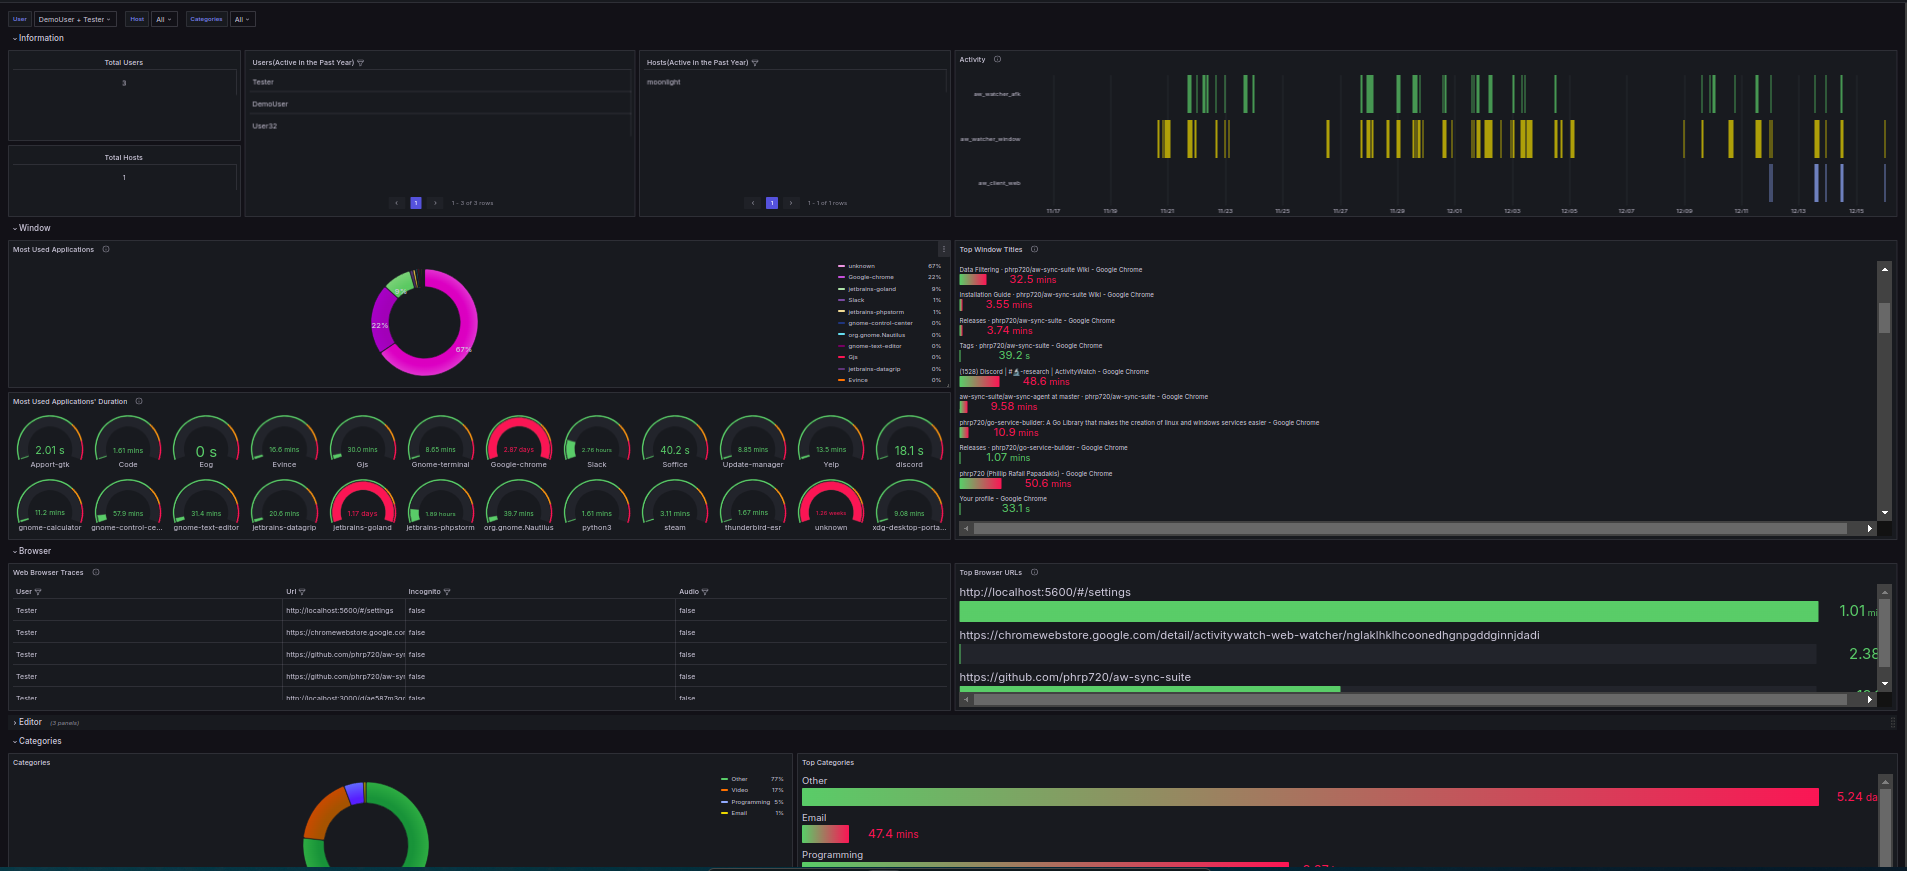 User DemoUser + Tester Host All Categories All
Information
Total Users
3
Total Hosts
1
Users(Active in the Past Year)
Tester
DemoUser
User32
1 1 - 3 of 3 rows
Hosts(Active in the Past Year)
moonlight
1 1 - 1 of 1 rows
Activity
aw_watcher_afk
aw_watcher_window
aw_client_web
11/17 11/19 11/21 11/23 11/25 11/27 11/29 12/01 12/03 12/05 12/07 12/09 12/11 12/13 12/15
Window
Most Used Applications
67%
22%
9%
unknown 67%
Google-chrome 22%
jetbrains-goland 9%
Slack 1%
jetbrains-phpstorm 1%
gnome-control-center 0%
org.gnome.Nautilus 0%
gnome-text-editor 0%
Gjs 0%
jetbrains-datagrip 0%
Evince 0%
Most Used Applications' Duration
2.01 s 1.61 mins 0 s 16.6 mins 30.0 mins 8.65 mins 2.87 days 2.76 hours 40.2 s 8.85 mins 13.5 mins 18.1 s
Apport-gtk Code Eog Evince Gjs Gnome-terminal Google-chrome Slack Soffice Update-manager Yelp discord
11.2 mins 57.9 mins 31.4 mins 20.6 mins 1.17 days 1.69 hours 39.7 mins 1.61 mins 3.11 mins 1.67 mins 1.26 weeks 9.08 mins
gnome-calculator gnome-control-ce... gnome-text-editor jetbrains-datagrip jetbrains-goland jetbrains-phpstorm org.gnome.Nautilus python3 steam thunderbird-esr unknown xdg-desktop-porta...
Top Window Titles
Data Filtering · phrp720/aw-sync-suite Wiki - Google Chrome
32.5 mins
Installation Guide · phrp720/aw-sync-suite Wiki - Google Chrome
3.55 mins
Releases · phrp720/aw-sync-suite - Google Chrome
3.74 mins
Tags · phrp720/aw-sync-suite - Google Chrome
39.2 s
(1528) Discord | #🔬-research | ActivityWatch - Google Chrome
48.6 mins
aw-sync-suite/aw-sync-agent at master · phrp720/aw-sync-suite - Google Chrome
9.58 mins
phrp720/go-service-builder: A Go Library that makes the creation of linux and windows services easier - Google Chrome
10.9 mins
Releases · phrp720/go-service-builder - Google Chrome
1.07 mins
phrp720 (Philip Rafail Papadakis) - Google Chrome
50.6 mins
Your profile - Google Chrome
33.1 s
Browser
Web Browser Traces
User Url Incognito Audio
Tester http://localhost:5600/#/settings false false
Tester https://chromewebstore.google.cor false false
Tester https://github.com/phrp720/aw-syr false false
Tester https://github.com/phrp720/aw-sy false false
Tester http://localhost:3000/d/ae587m3or false false
Top Browser URLs
http://localhost:5600/#/settings
1.01 mi
https://chromewebstore.google.com/detail/activitywatch-web-watcher/nglaklhklhcoonedhgnpgddginnjdadi
2.38
https://github.com/phrp720/aw-sync-suite
Editor (3 panels)
Categories
Categories
Other 77%
Video 17%
Programming 5%
Email 1%
Top Categories
Other
5.24 da
Email
47.4 mins
Programming